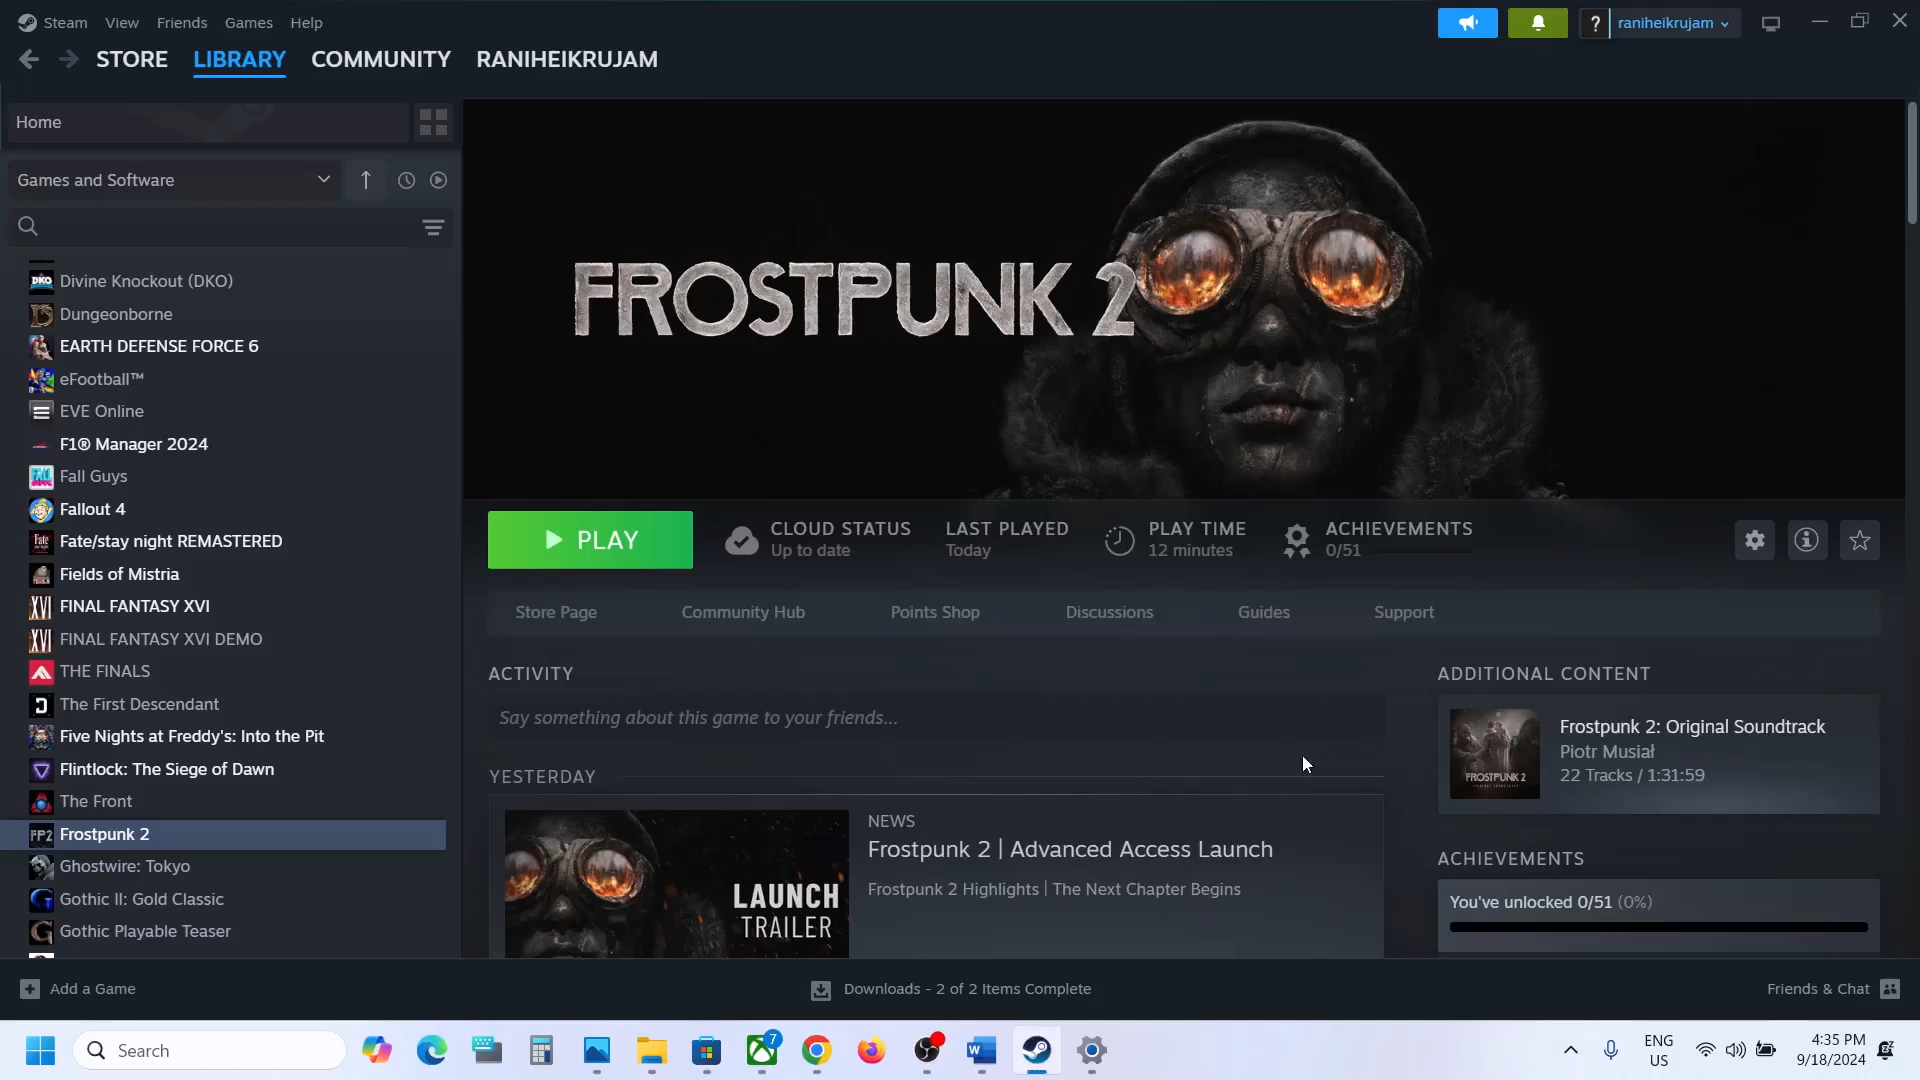 Steam View Friends Games Help
? raniheikrujam
STORE LIBRARY COMMUNITY RANIHEIKRUJAM
Home
Games and Software
Divine Knockout (DKO)
Dungeonborne
EARTH DEFENSE FORCE 6
eFootball™
EVE Online
F1® Manager 2024
Fall Guys
Fallout 4
Fate/stay night REMASTERED
Fields of Mistria
FINAL FANTASY XVI
FINAL FANTASY XVI DEMO
THE FINALS
The First Descendant
Five Nights at Freddy's: Into the Pit
Flintlock: The Siege of Dawn
The Front
Frostpunk 2
Ghostwire: Tokyo
Gothic II: Gold Classic
Gothic Playable Teaser
FROSTPUNK 2
PLAY
CLOUD STATUS
Up to date
LAST PLAYED
Today
PLAY TIME
12 minutes
ACHIEVEMENTS
0/51
Store Page Community Hub Points Shop Discussions Guides Support
ACTIVITY
Say something about this game to your friends...
YESTERDAY
LAUNCH
TRAILER
NEWS
Frostpunk 2 | Advanced Access Launch
Frostpunk 2 Highlights | The Next Chapter Begins
ADDITIONAL CONTENT
FROSTPUNK 2
Frostpunk 2: Original Soundtrack
Piotr Musiał
22 Tracks / 1:31:59
ACHIEVEMENTS
You've unlocked 0/51 (0%)
Add a Game
Downloads - 2 of 2 Items Complete
Friends & Chat
Search
7
ENG
US
4:35 PM
9/18/2024